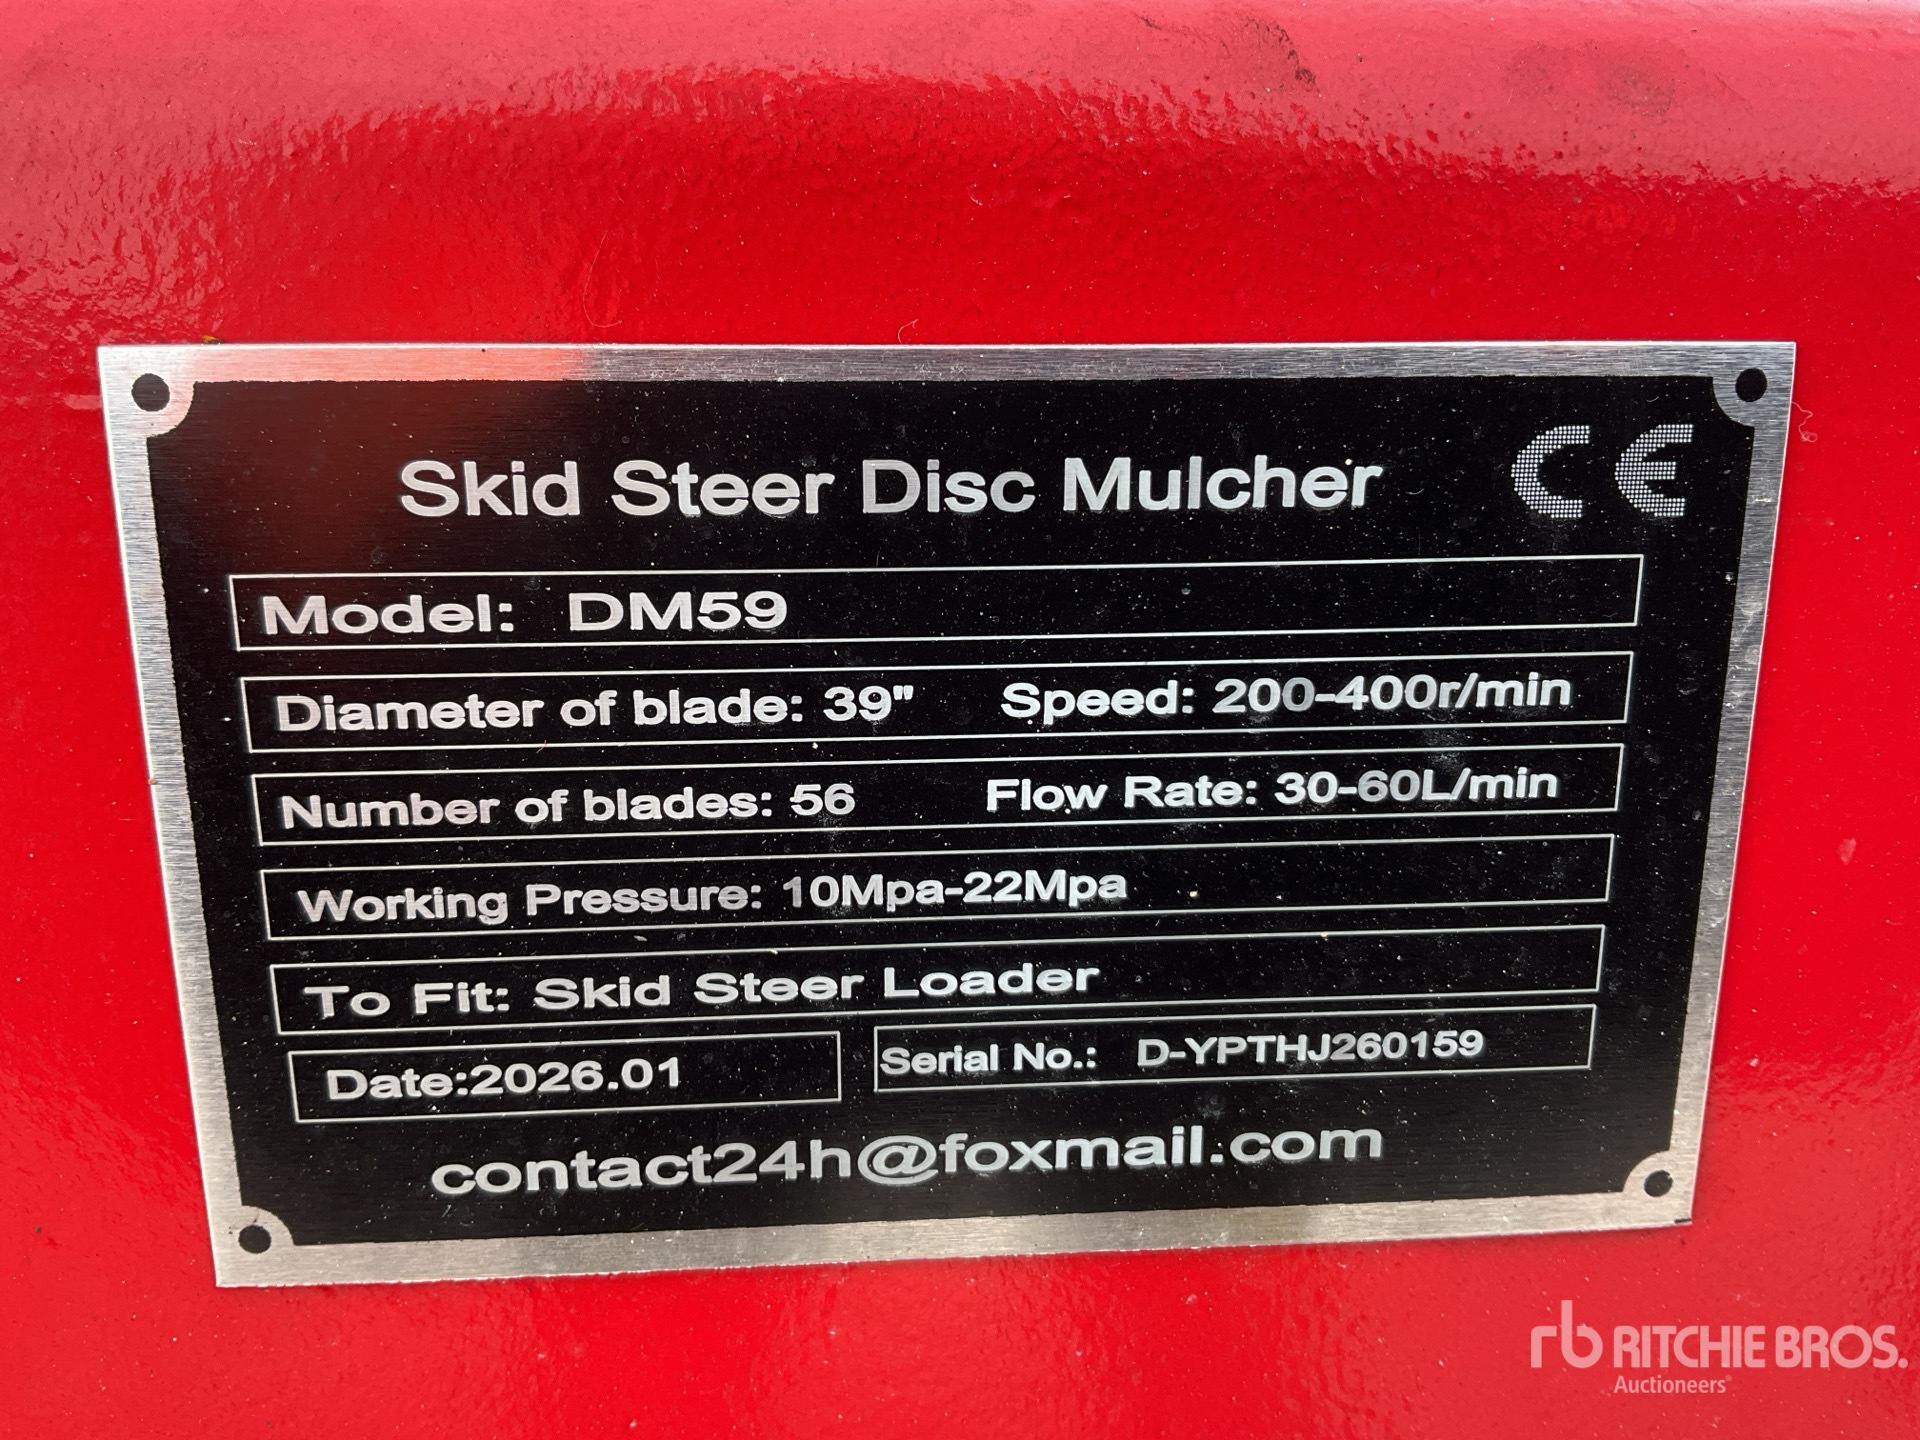 Skid Steer Disc Mulcher CE
Model: DM59
Diameter of blade: 39" Speed: 200-400r/min
Number of blades: 56 Flow Rate: 30-60L/min
Working Pressure: 10Mpa-22Mpa
To Fit: Skid Steer Loader
Date:2026.01 Serial No.: D-YPTHJ260159
contact24h@foxmail.com
rb RITCHIE BROS.
Auctioneers